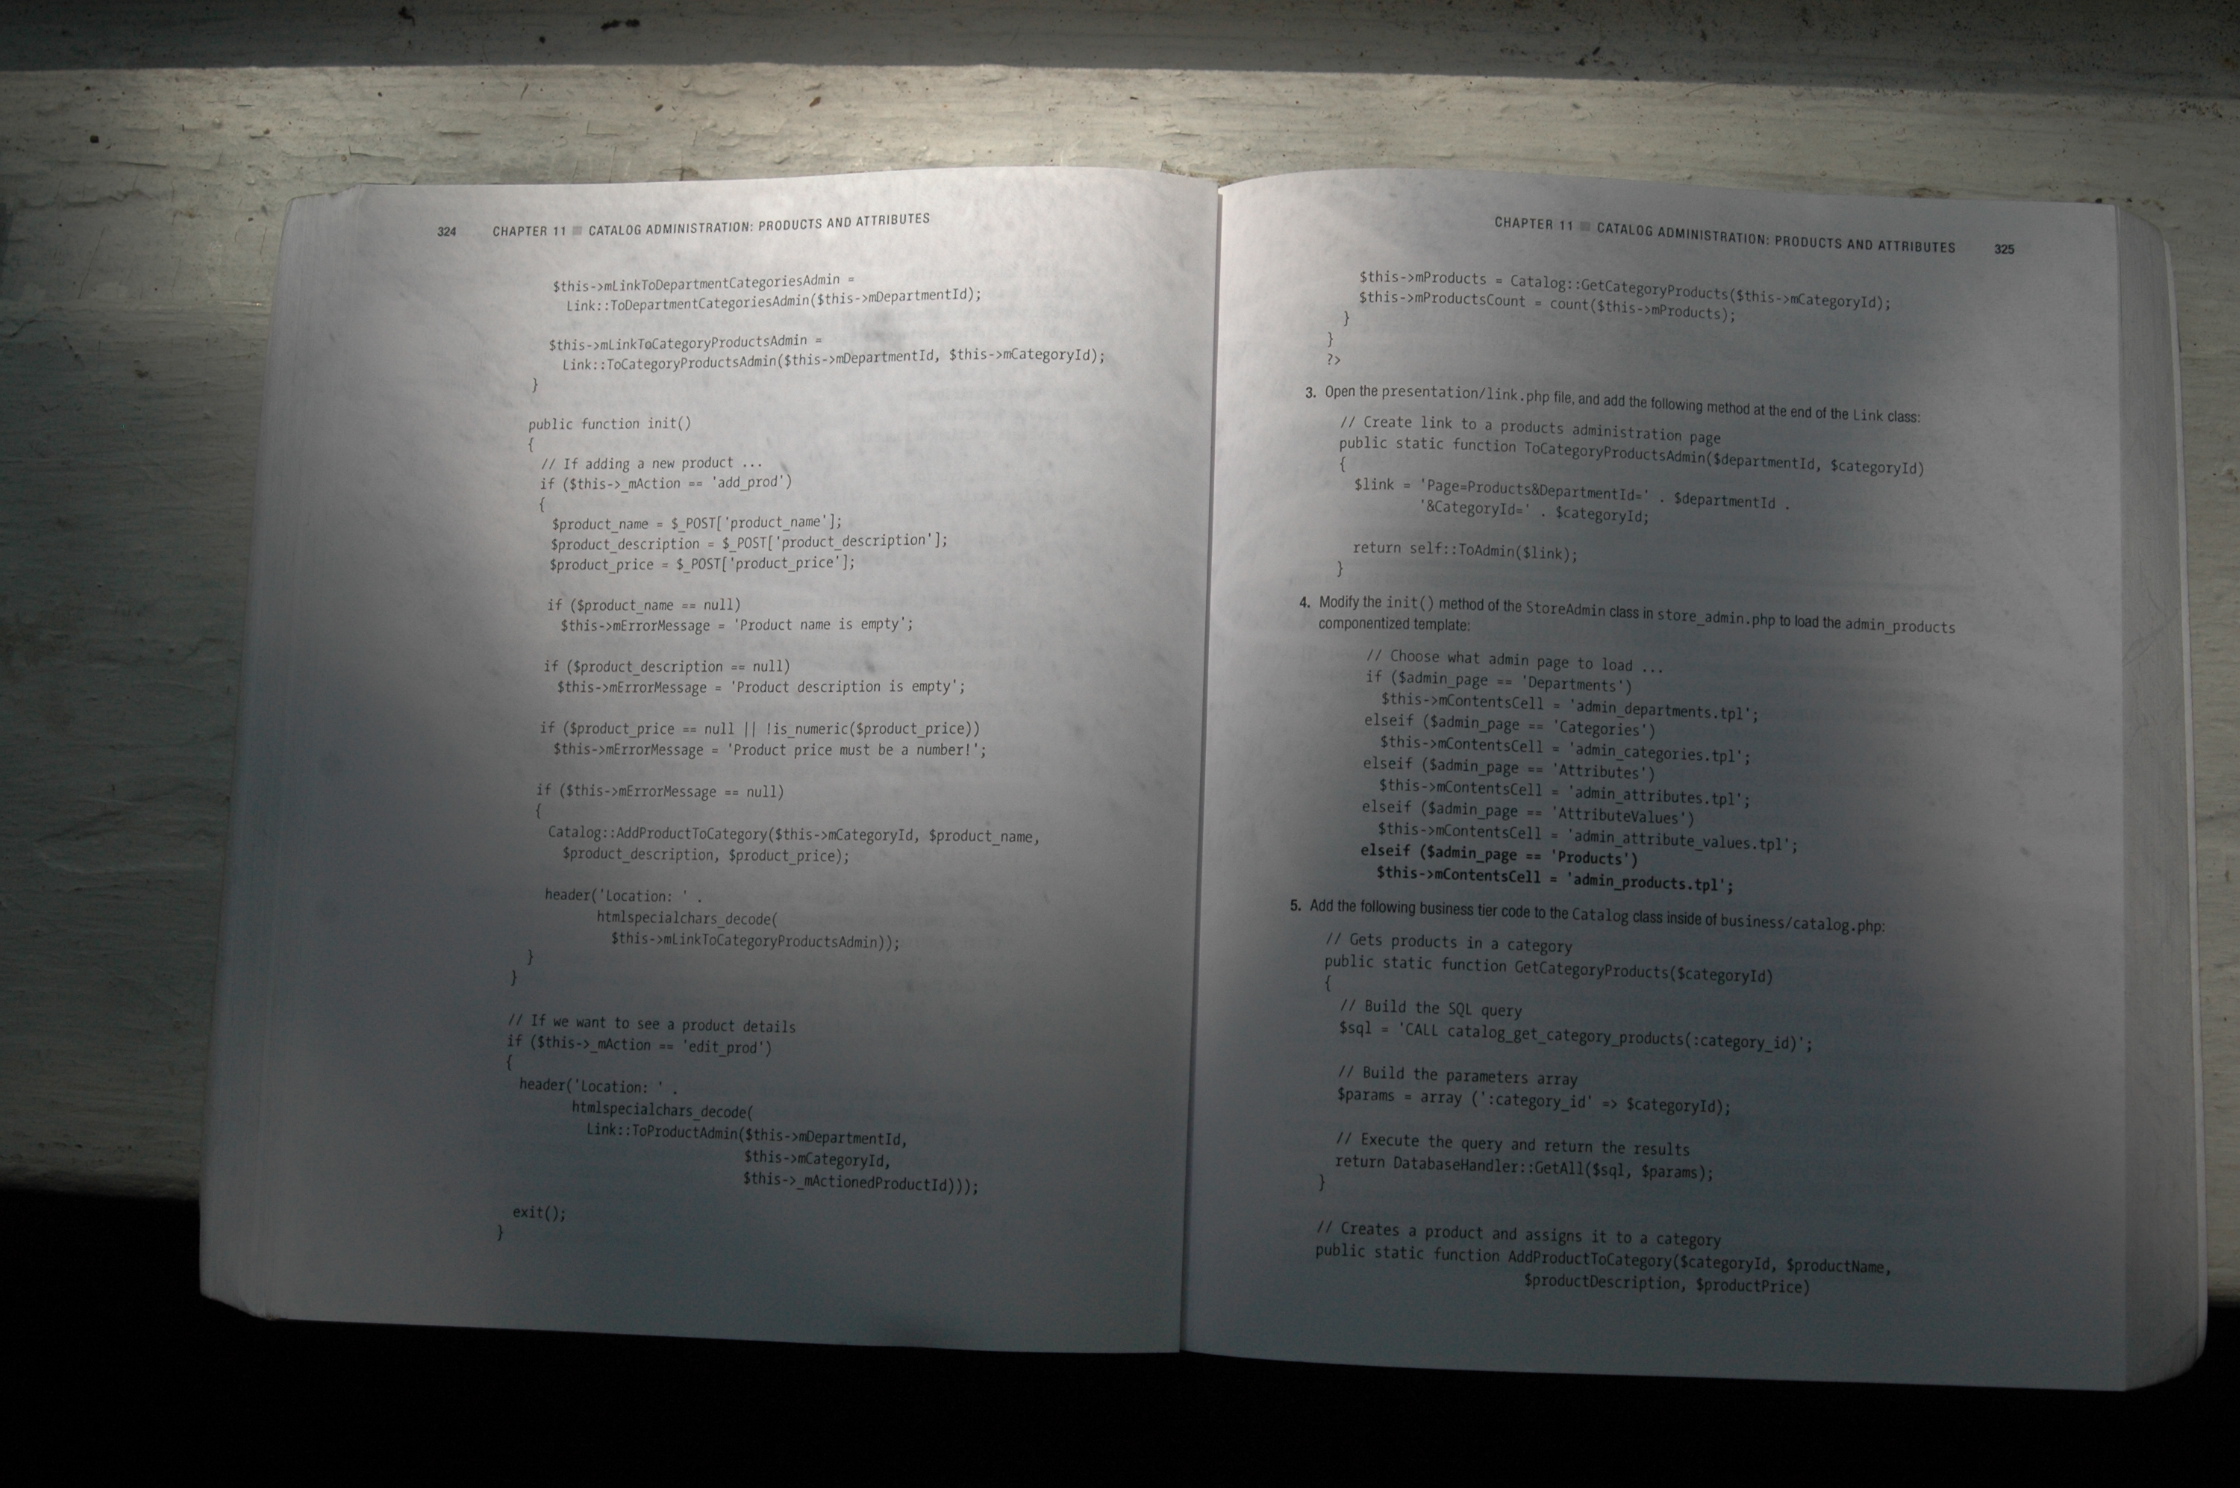 324 CHAPTER 11 ■ CATALOG ADMINISTRATION: PRODUCTS AND ATTRIBUTES
$this->mLinkToDepartmentCategoriesAdmin =
Link::ToDepartmentCategoriesAdmin($this->mDepartmentId);
$this->mLinkToCategoryProductsAdmin =
Link::ToCategoryProductsAdmin($this->mDepartmentId, $this->mCategoryId);
}
public function init()
{
// If adding a new product ...
if ($this->_mAction == 'add_prod')
{
$product_name = $_POST['product_name'];
$product_description = $_POST['product_description'];
$product_price = $_POST['product_price'];
if ($product_name == null)
$this->mErrorMessage = 'Product name is empty';
if ($product_description == null)
$this->mErrorMessage = 'Product description is empty';
if ($product_price == null || !is_numeric($product_price))
$this->mErrorMessage = 'Product price must be a number!';
if ($this->mErrorMessage == null)
{
Catalog::AddProductToCategory($this->mCategoryId, $product_name,
$product_description, $product_price);
header('Location: ' .
htmlspecialchars_decode(
$this->mLinkToCategoryProductsAdmin));
}
}
// If we want to see a product details
if ($this->_mAction == 'edit_prod')
{
header('Location: ' .
htmlspecialchars_decode(
Link::ToProductAdmin($this->mDepartmentId,
$this->mCategoryId,
$this->_mActionedProductId)));
exit();
}
CHAPTER 11 ■ CATALOG ADMINISTRATION: PRODUCTS AND ATTRIBUTES 325
$this->mProducts = Catalog::GetCategoryProducts($this->mCategoryId);
$this->mProductsCount = count($this->mProducts);
}
}
?>
3. Open the presentation/link.php file, and add the following method at the end of the Link class:
// Create link to a products administration page
public static function ToCategoryProductsAdmin($departmentId, $categoryId)
{
$link = 'Page=Products&DepartmentId=' . $departmentId .
'&CategoryId=' . $categoryId;
return self::ToAdmin($link);
}
4. Modify the init() method of the StoreAdmin class in store_admin.php to load the admin_products
componentized template:
// Choose what admin page to load ...
if ($admin_page == 'Departments')
$this->mContentsCell = 'admin_departments.tpl';
elseif ($admin_page == 'Categories')
$this->mContentsCell = 'admin_categories.tpl';
elseif ($admin_page == 'Attributes')
$this->mContentsCell = 'admin_attributes.tpl';
elseif ($admin_page == 'AttributeValues')
$this->mContentsCell = 'admin_attribute_values.tpl';
elseif ($admin_page == 'Products')
$this->mContentsCell = 'admin_products.tpl';
5. Add the following business tier code to the Catalog class inside of business/catalog.php:
// Gets products in a category
public static function GetCategoryProducts($categoryId)
{
// Build the SQL query
$sql = 'CALL catalog_get_category_products(:category_id)';
// Build the parameters array
$params = array (':category_id' => $categoryId);
// Execute the query and return the results
return DatabaseHandler::GetAll($sql, $params);
}
// Creates a product and assigns it to a category
public static function AddProductToCategory($categoryId, $productName,
$productDescription, $productPrice)